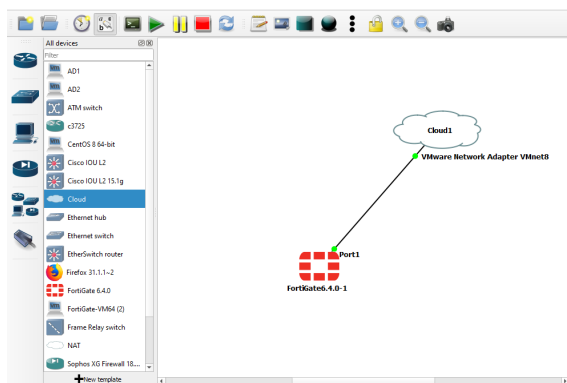 All devices
Filter
AD1
AD2
ATM switch
c3725
CentOS 8 64-bit
Cisco IOU L2
Cisco IOU L2 15.1g
Cloud
Ethernet hub
Ethernet switch
EtherSwitch router
Firefox 31.1.1~2
FortiGate 6.4.0
FortiGate-VM64 (2)
Frame Relay switch
NAT
Sophos XG Firewall 18....
New template
Cloud1
VMware Network Adapter VMnet8
Port1
FortiGate6.4.0-1